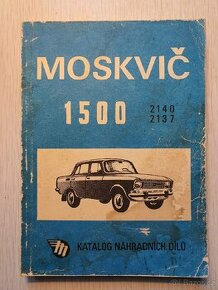 MOSKVIČ
1500
2140
2137
KATALOG NÁHRADNÍCH DÍLŮ